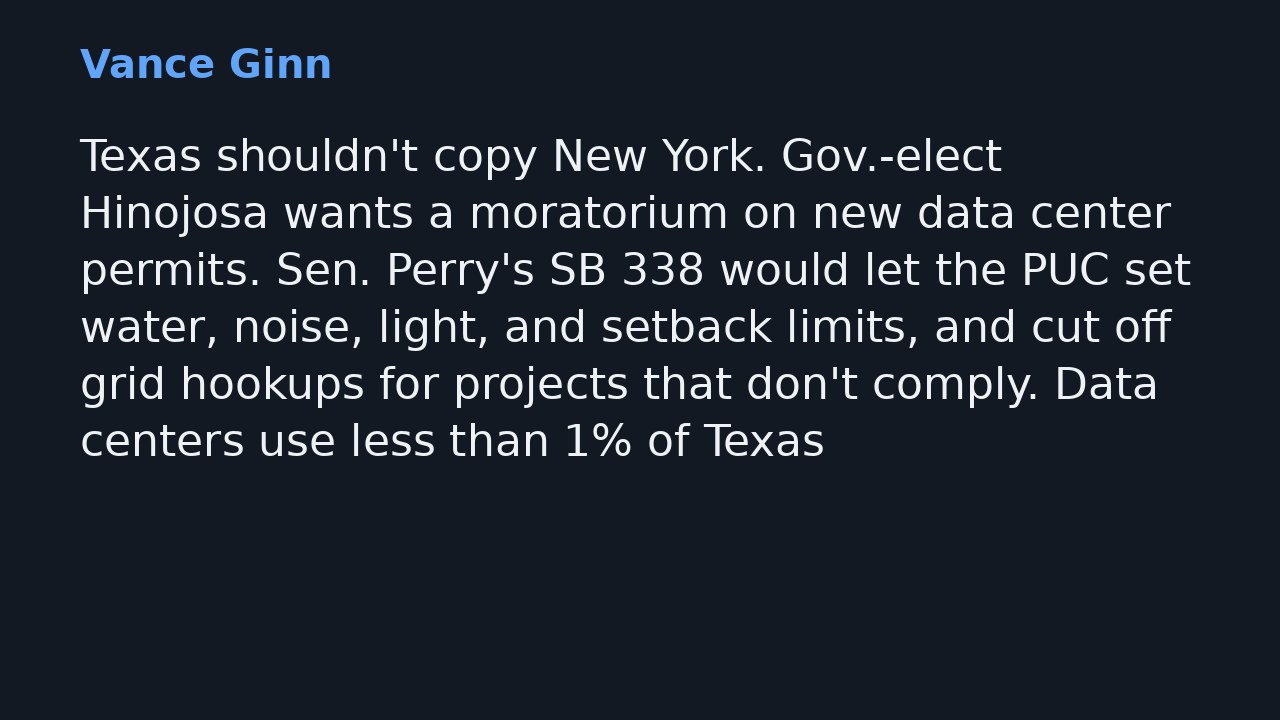 Vance Ginn
Texas shouldn't copy New York. Gov.-elect
Hinojosa wants a moratorium on new data center
permits. Sen. Perry's SB 338 would let the PUC set
water, noise, light, and setback limits, and cut off
grid hookups for projects that don't comply. Data
centers use less than 1% of Texas